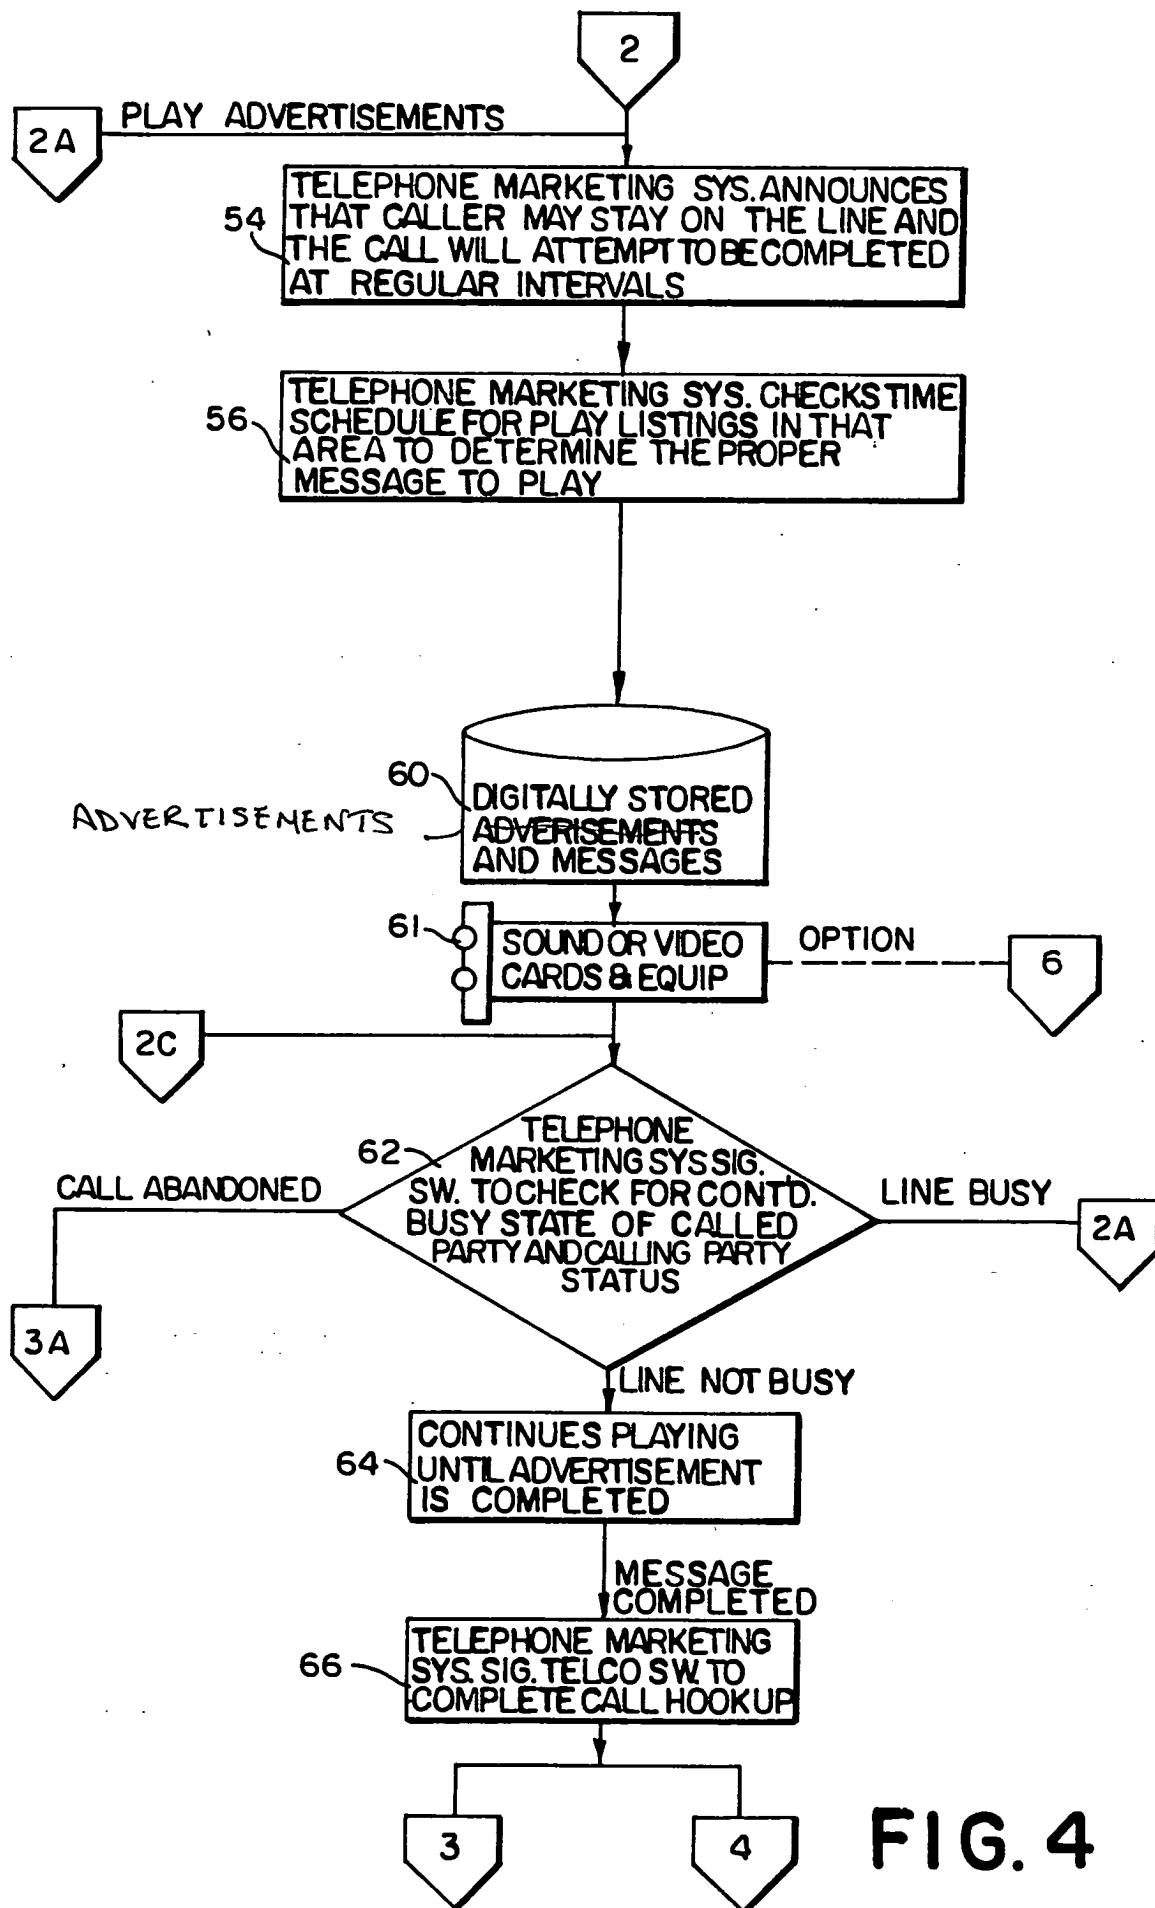 2
PLAY ADVERTISEMENTS
2A
TELEPHONE MARKETING SYS. ANNOUNCES
THAT CALLER MAY STAY ON THE LINE AND
THE CALL WILL ATTEMPT TO BE COMPLETED
AT REGULAR INTERVALS
54
TELEPHONE MARKETING SYS. CHECKS TIME
SCHEDULE FOR PLAY LISTINGS IN THAT
AREA TO DETERMINE THE PROPER
MESSAGE TO PLAY
56
60
DIGITALLY STORED
ADVERISEMENTS
AND MESSAGES
ADVERTISEMENTS
61
SOUND OR VIDEO
CARDS & EQUIP
OPTION
6
2C
62
TELEPHONE
MARKETING SYS SIG.
SW. TO CHECK FOR CONT'D.
BUSY STATE OF CALLED
PARTY AND CALLING PARTY
STATUS
CALL ABANDONED
3A
LINE BUSY
2A
LINE NOT BUSY
64
CONTINUES PLAYING
UNTIL ADVERTISEMENT
IS COMPLETED
MESSAGE
COMPLETED
66
TELEPHONE MARKETING
SYS. SIG. TELCO SW. TO
COMPLETE CALL HOOKUP
3
4
FIG. 4